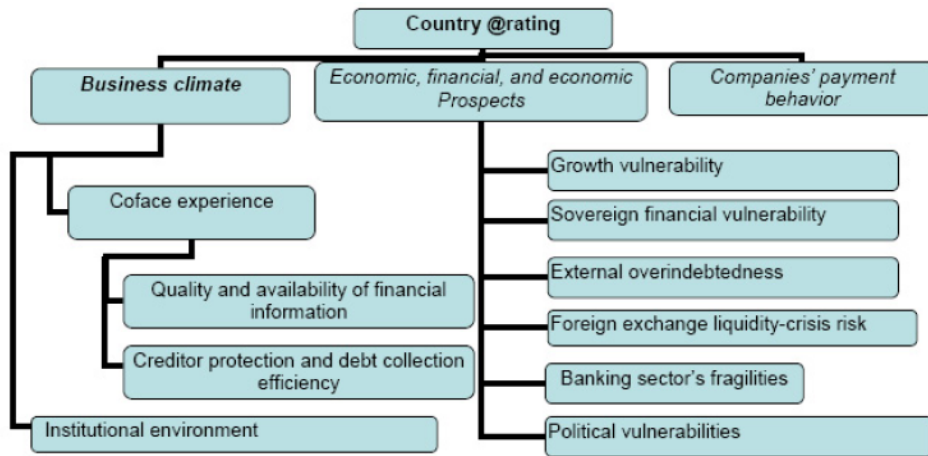 Country @rating
Business climate
Economic, financial, and economic
Prospects
Companies' payment
behavior
Growth vulnerability
Coface experience
Sovereign financial vulnerability
External overindebtedness
Quality and availability of financial
information
Foreign exchange liquidity-crisis risk
Creditor protection and debt collection
efficiency
Banking sector's fragilities
Institutional environment
Political vulnerabilities